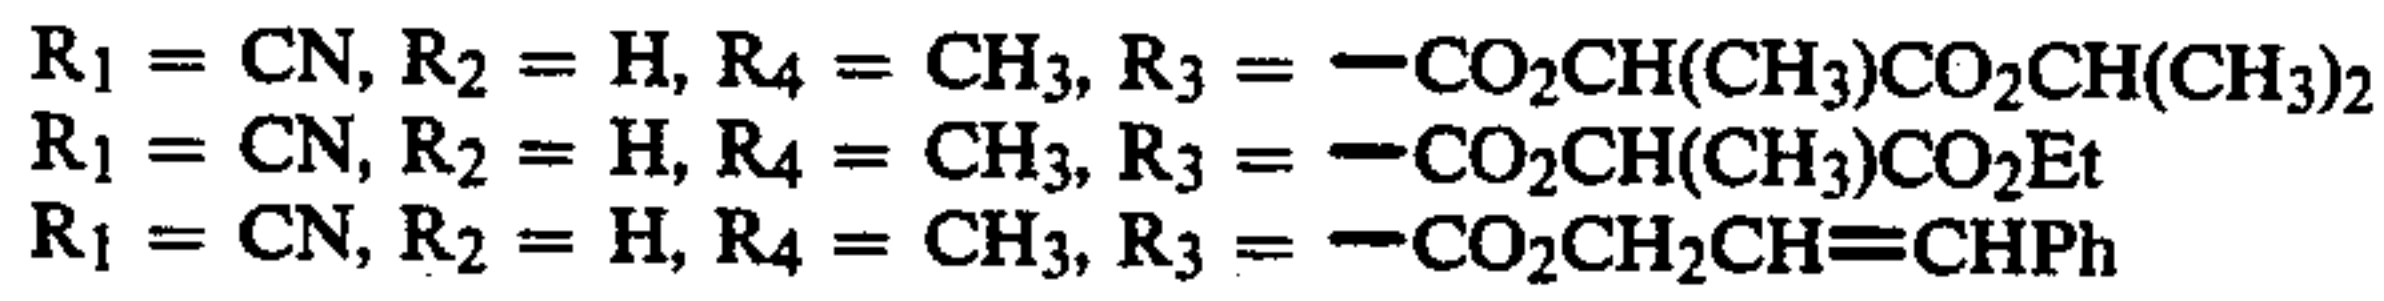 R₁ = CN, R₂ = H, R₄ = CH₃, R₃ = —CO₂CH(CH₃)CO₂CH(CH₃)₂
R₁ = CN, R₂ = H, R₄ = CH₃, R₃ = —CO₂CH(CH₃)CO₂Et
R₁ = CN, R₂ = H, R₄ = CH₃, R₃ = —CO₂CH₂CH=CHPh